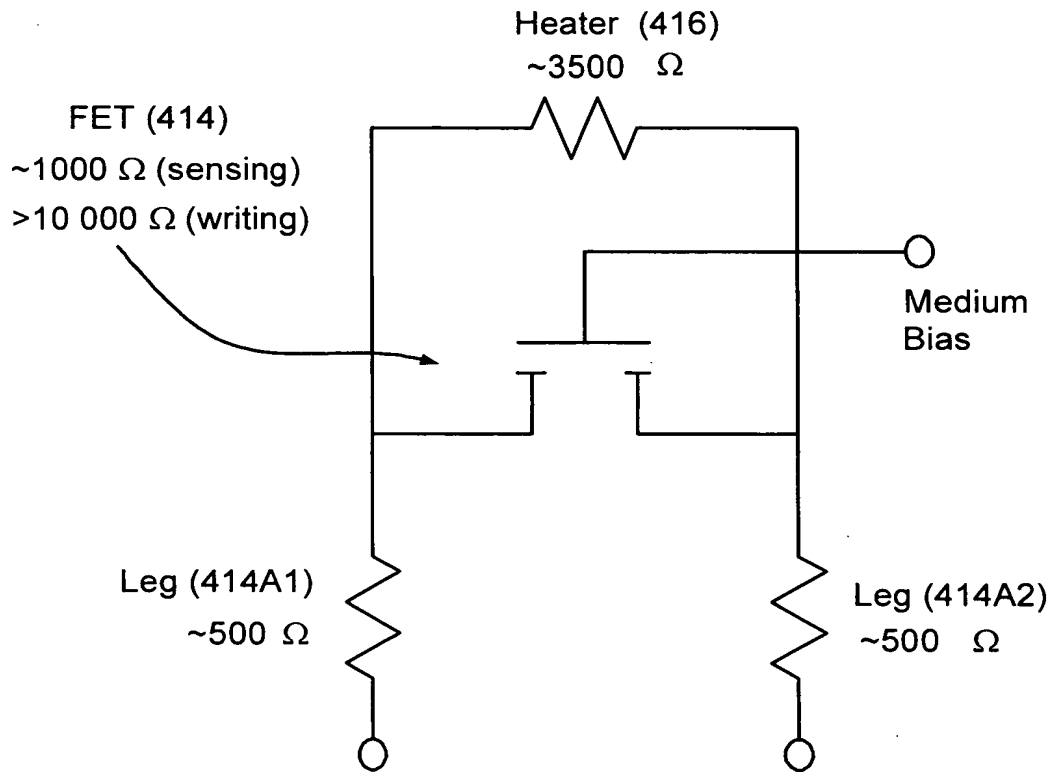 Heater (416)
~3500 Ω
FET (414)
~1000 Ω (sensing)
>10 000 Ω (writing)
Medium
Bias
Leg (414A1)
~500 Ω
Leg (414A2)
~500 Ω